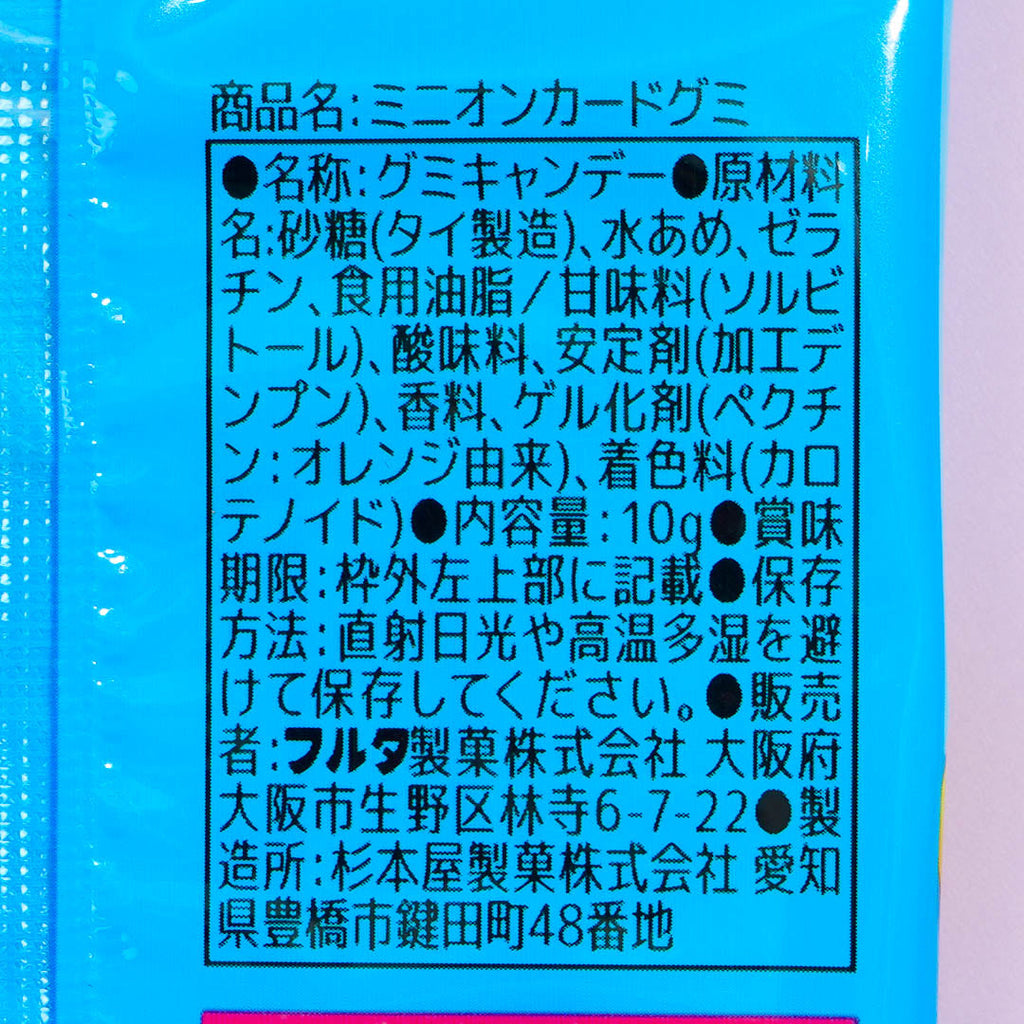 商品名:ミニオンカードグミ
●名称:グミキャンデー●原材料
名:砂糖(タイ製造)、水あめ、ゼラ
チン、食用油脂/甘味料(ソルビ
トール)、酸味料、安定剤(加工デ
ンプン)、香料、ゲル化剤(ペクチ
ン:オレンジ由来)、着色料(カロ
テノイド)●内容量:10g●賞味
期限:枠外左上部に記載●保存
方法:直射日光や高温多湿を避
けて保存してください。●販売
者:フルタ製菓株式会社 大阪府
大阪市生野区林寺6-7-22●製
造所:杉本屋製菓株式会社 愛知
県豊橋市鍵田町48番地